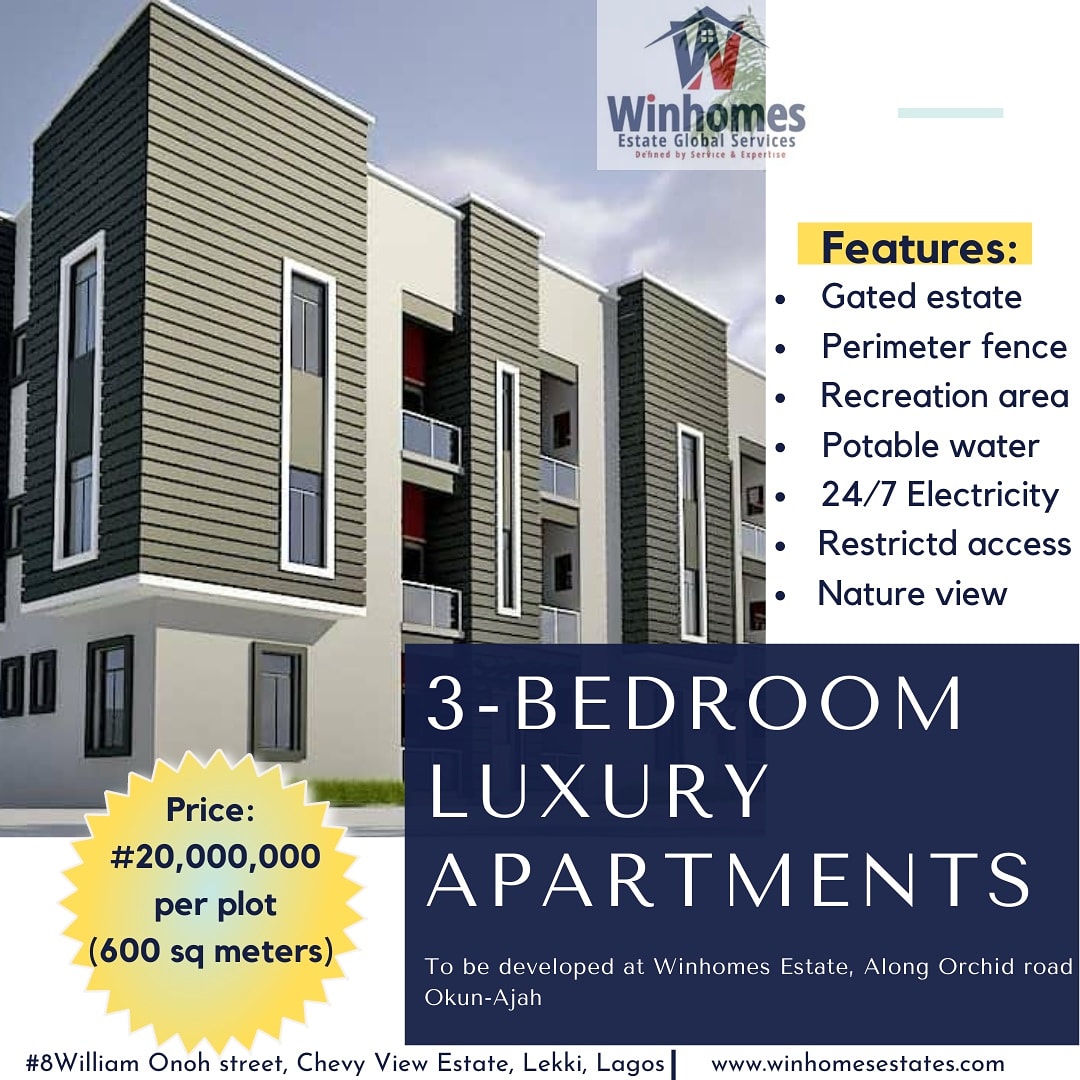 Winhomes
Estate Global Services
Defined by Service & Expertise
Features:
• Gated estate
• Perimeter fence
• Recreation area
• Potable water
• 24/7 Electricity
• Restrictd access
• Nature view
3-BEDROOM
LUXURY
APARTMENTS
To be developed at Winhomes Estate, Along Orchid road
Okun-Ajah
Price:
#20,000,000
per plot
(600 sq meters)
#8William Onoh street, Chevy View Estate, Lekki, Lagos
www.winhomesestates.com